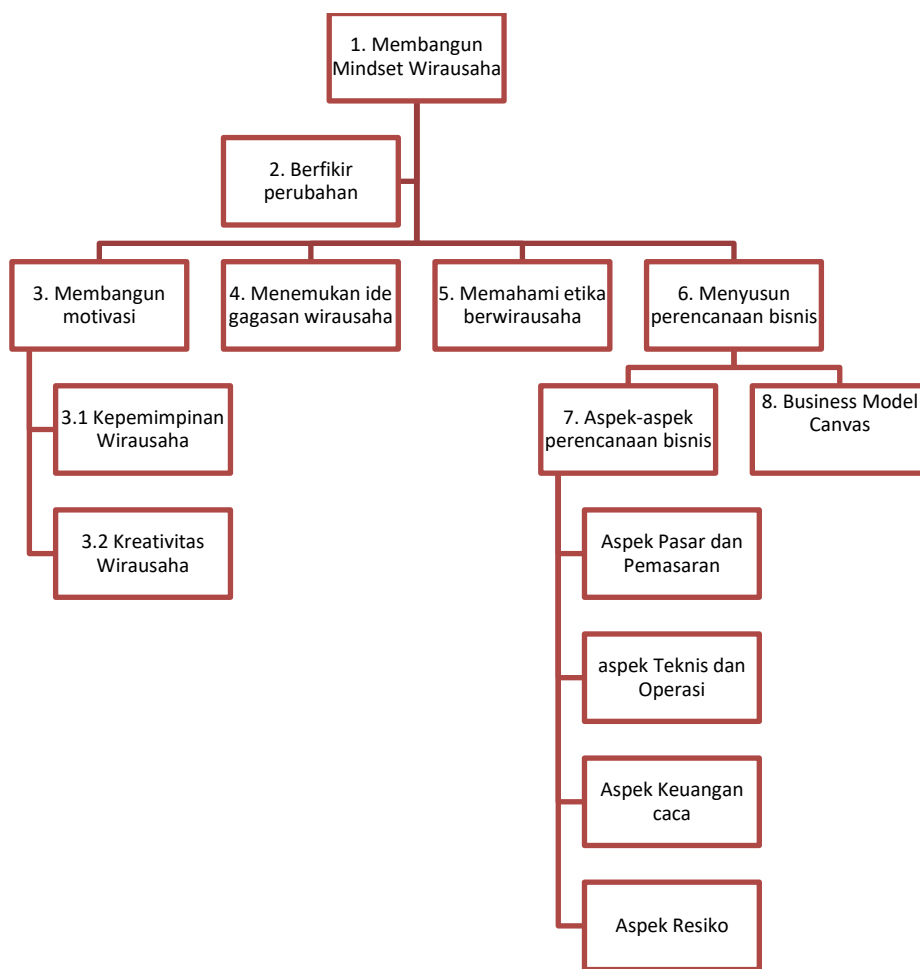 1. Membangun
Mindset Wirausaha
2. Berfikir
perubahan
3. Membangun
motivasi
4. Menemukan ide
gagasan wirausaha
5. Memahami etika
berwirausaha
6. Menyusun
perencanaan bisnis
3.1 Kepemimpinan
Wirausaha
3.2 Kreativitas
Wirausaha
7. Aspek-aspek
perencanaan bisnis
8. Business Model
Canvas
Aspek Pasar dan
Pemasaran
aspek Teknis dan
Operasi
Aspek Keuangan
caca
Aspek Resiko